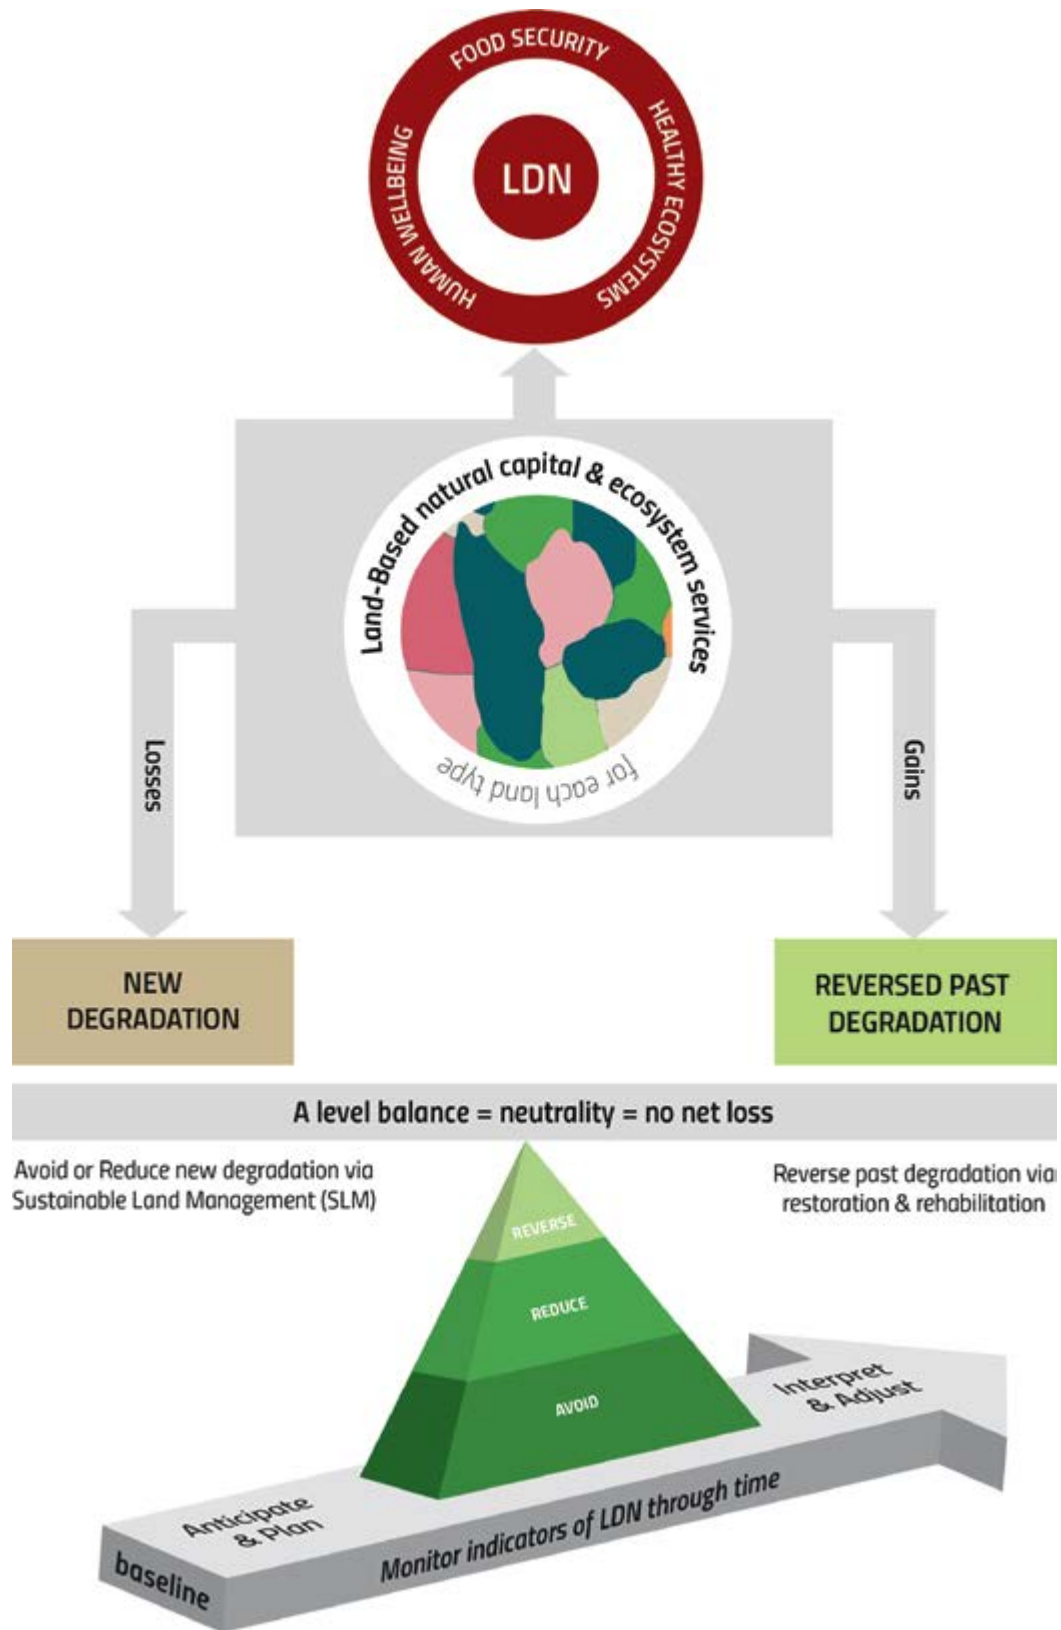 FOOD SECURITY
HUMAN WELLBEING
HEALTHY ECOSYSTEMS
LDN
Land-Based natural capital & ecosystem services
for each land type
Losses
Gains
NEW
DEGRADATION
REVERSED PAST
DEGRADATION
A level balance = neutrality = no net loss
Avoid or Reduce new degradation via
Sustainable Land Management (SLM)
Reverse past degradation via
restoration & rehabilitation
REVERSE
REDUCE
AVOID
Interpret
& Adjust
Anticipate
& Plan
Monitor indicators of LDN through time
baseline